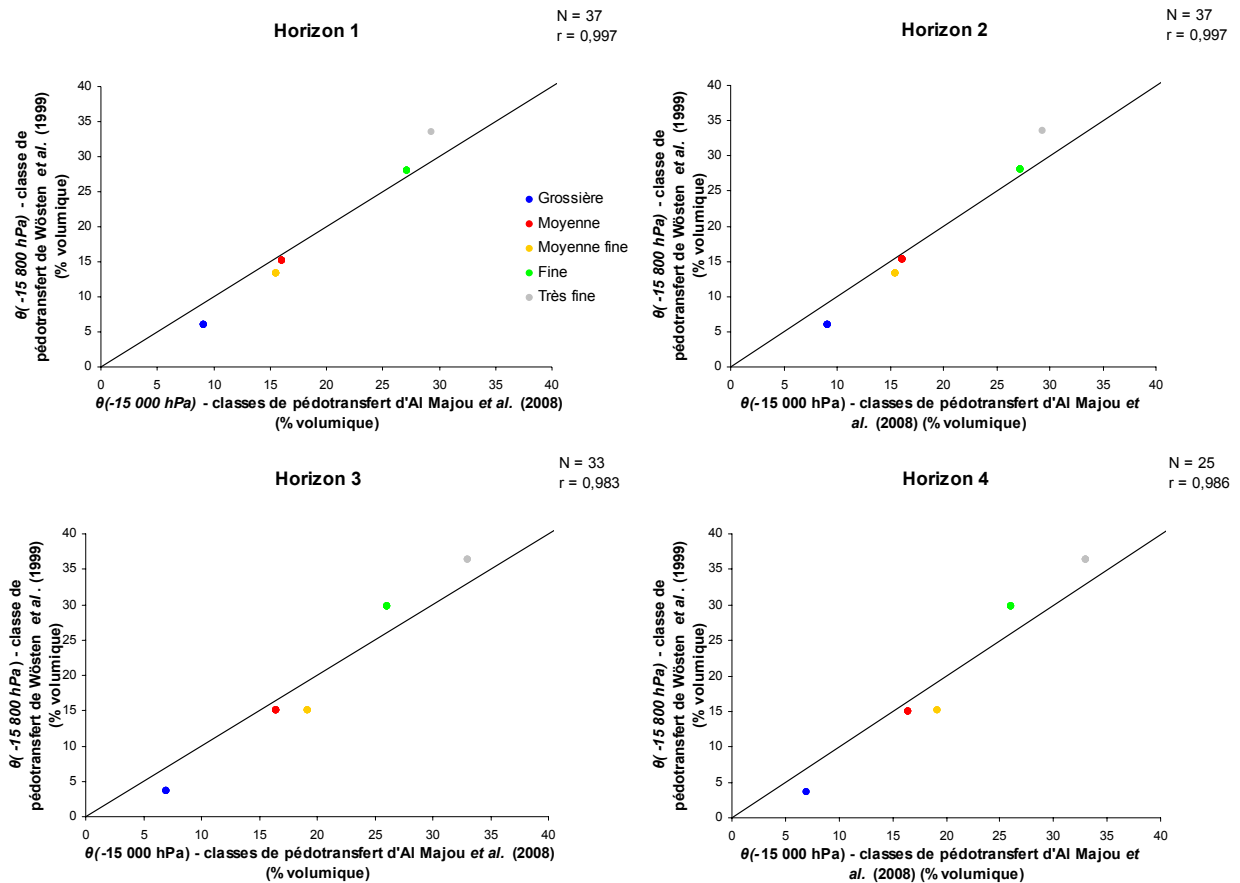 Horizon 1
N = 37
r = 0,997
θ( -15 800 hPa) - classe de
pédotransfert de Wösten et al. (1999)
(% volumique)
40
35
30
25
20
15
10
5
0
0 5 10 15 20 25 30 35 40
θ(-15 000 hPa) - classes de pédotransfert d'Al Majou et al. (2008)
(% volumique)
Grossière
Moyenne
Moyenne fine
Fine
Très fine
Horizon 2
N = 37
r = 0,997
θ( -15 800 hPa) - classe de
pédotransfert de Wösten et al. (1999)
(% volumique)
40
35
30
25
20
15
10
5
0
0 5 10 15 20 25 30 35 40
θ(-15 000 hPa) - classes de pédotransfert d'Al Majou et
al. (2008) (% volumique)
Horizon 3
N = 33
r = 0,983
θ( -15 800 hPa) - classe de
pédotransfert de Wösten et al. (1999)
(% volumique)
40
35
30
25
20
15
10
5
0
0 5 10 15 20 25 30 35 40
θ(-15 000 hPa) - classes de pédotransfert d'Al Majou et al. (2008)
(% volumique)
Horizon 4
N = 25
r = 0,986
θ( -15 800 hPa) - classe de
pédotransfert de Wösten et al. (1999)
(% volumique)
40
35
30
25
20
15
10
5
0
0 5 10 15 20 25 30 35 40
θ(-15 000 hPa) - classes de pédotransfert d'Al Majou et
al. (2008) (% volumique)